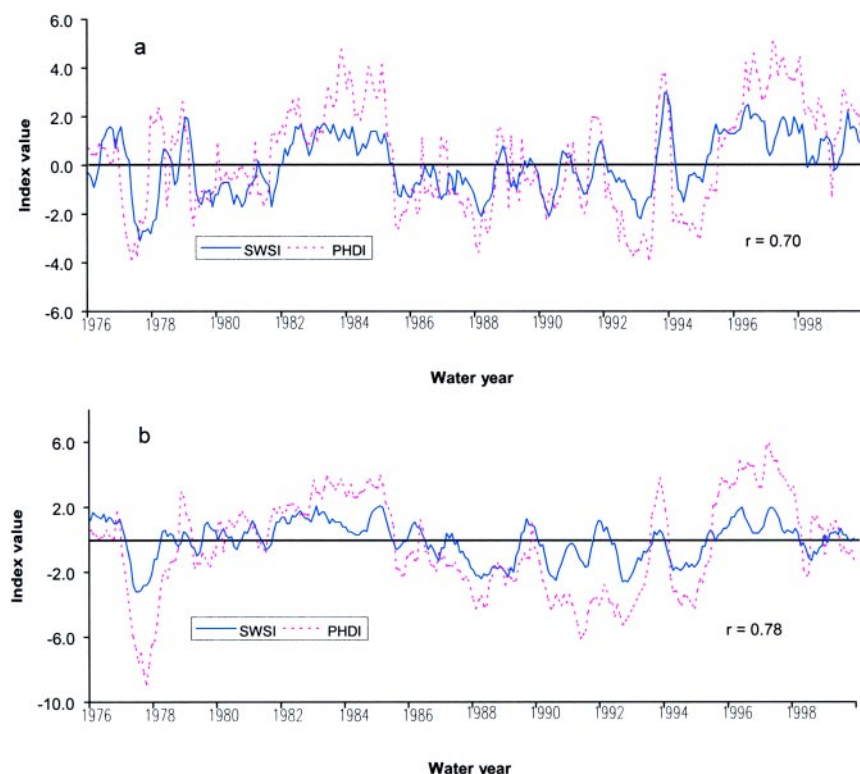 a
6.0
4.0
2.0
0.0
-2.0
-4.0
-6.0
Index value
SWSI PHDI
r = 0.70
1976 1978 1980 1982 1984 1986 1988 1990 1992 1994 1996 1998
Water year
b
6.0
2.0
-2.0
-6.0
-10.0
Index value
SWSI PHDI
r = 0.78
1976 1978 1980 1982 1984 1986 1988 1990 1992 1994 1996 1998
Water year